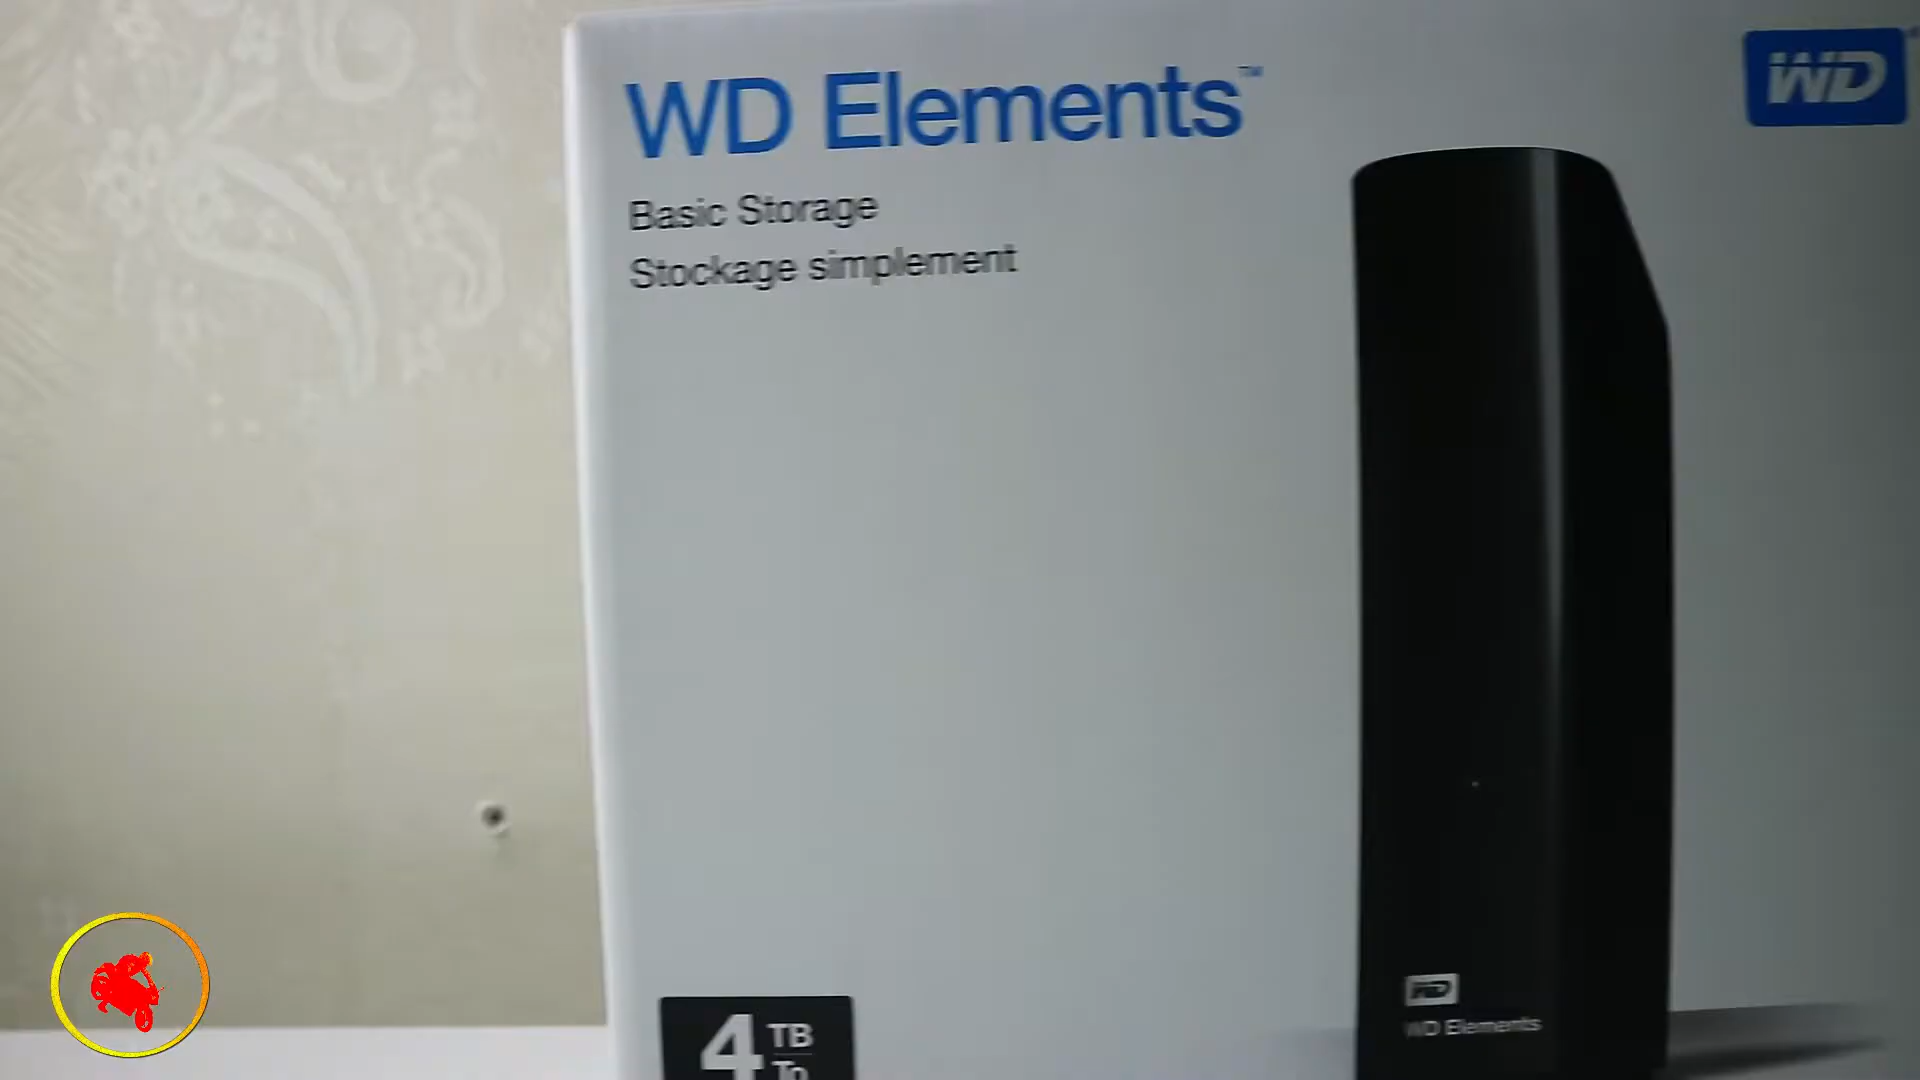 WD Elements™
WD
Basic Storage
Stockage simplement
WD
WD Elements
4 TB
To